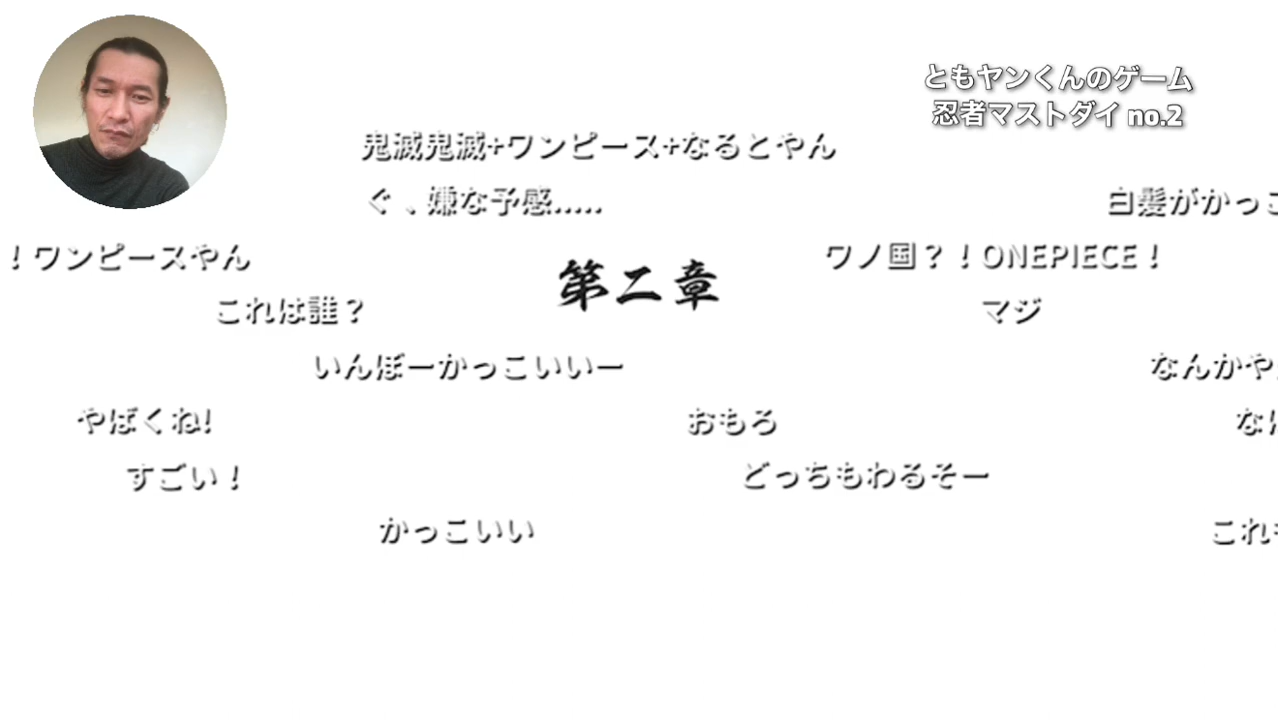 ともヤンくんのゲーム
忍者マストダイ no.2
鬼滅鬼滅+ワンピース+なるとやん
ぐ、嫌な予感.....
白髪がかっこ
！ワンピースやん
ワノ国？！ONEPIECE！
第二章
これは誰？
マジ
いんぼーかっこいいー
なんかや
やばくね!
おもろ
な
すごい！
どっちもわるそー
かっこいい
これ